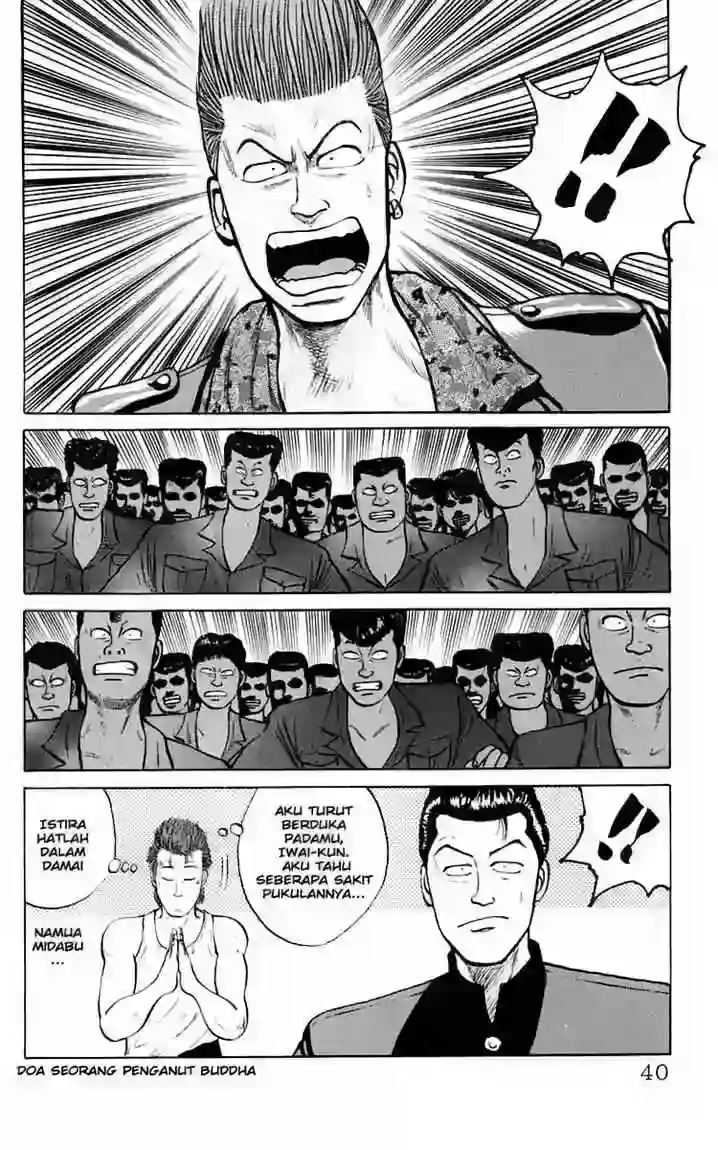 !!
!!
AKU TURUT
BERDUKA
PADAMU,
IWAI-KUN.
AKU TAHU
SEBERAPA SAKIT
PUKULANNYA...
ISTIRA
HATLAH
DALAM
DAMAI
NAMUA
MIDABU
...
DOA SEORANG PENGANUT BUDDHA
40